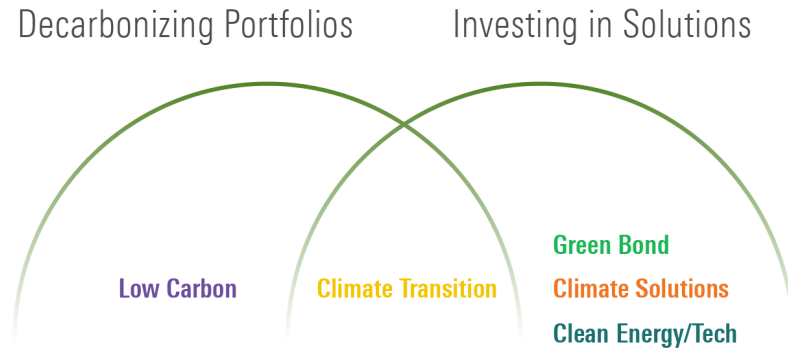 Decarbonizing Portfolios
Investing in Solutions
Green Bond
Low Carbon
Climate Transition
Climate Solutions
Clean Energy/Tech